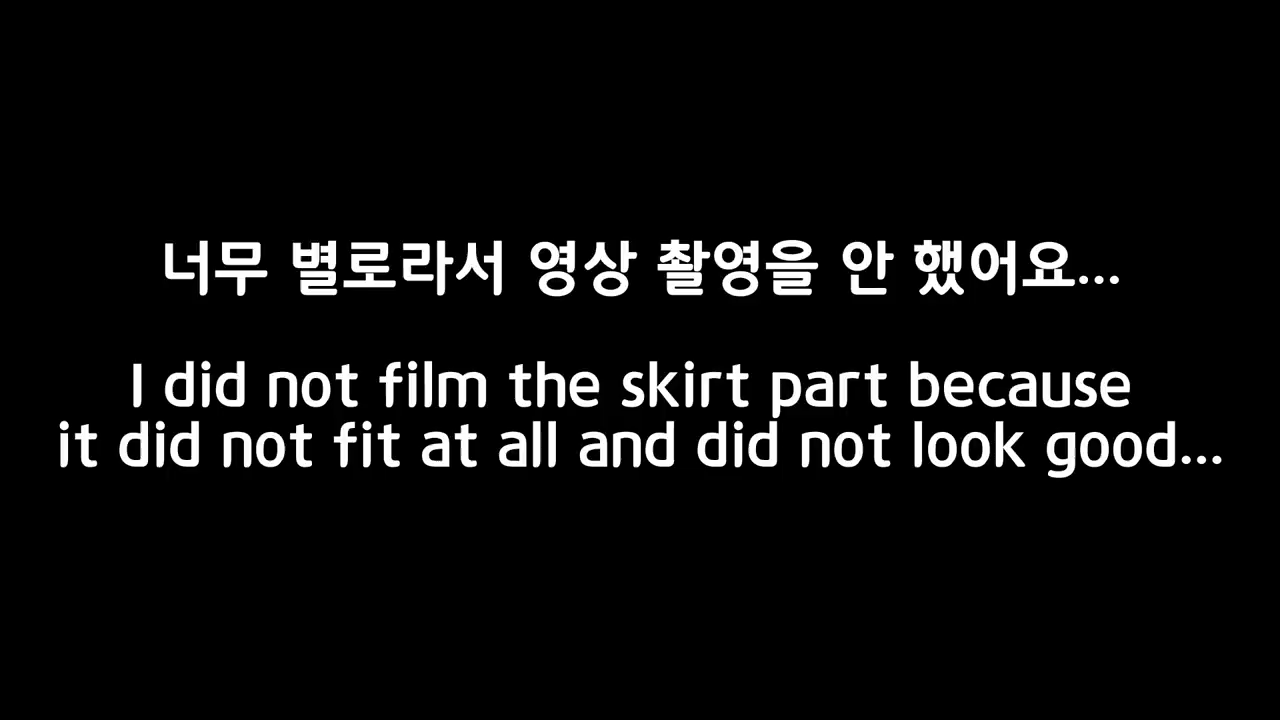 너무 별로라서 영상 촬영을 안 했어요...
I did not film the skirt part because
it did not fit at all and did not look good...